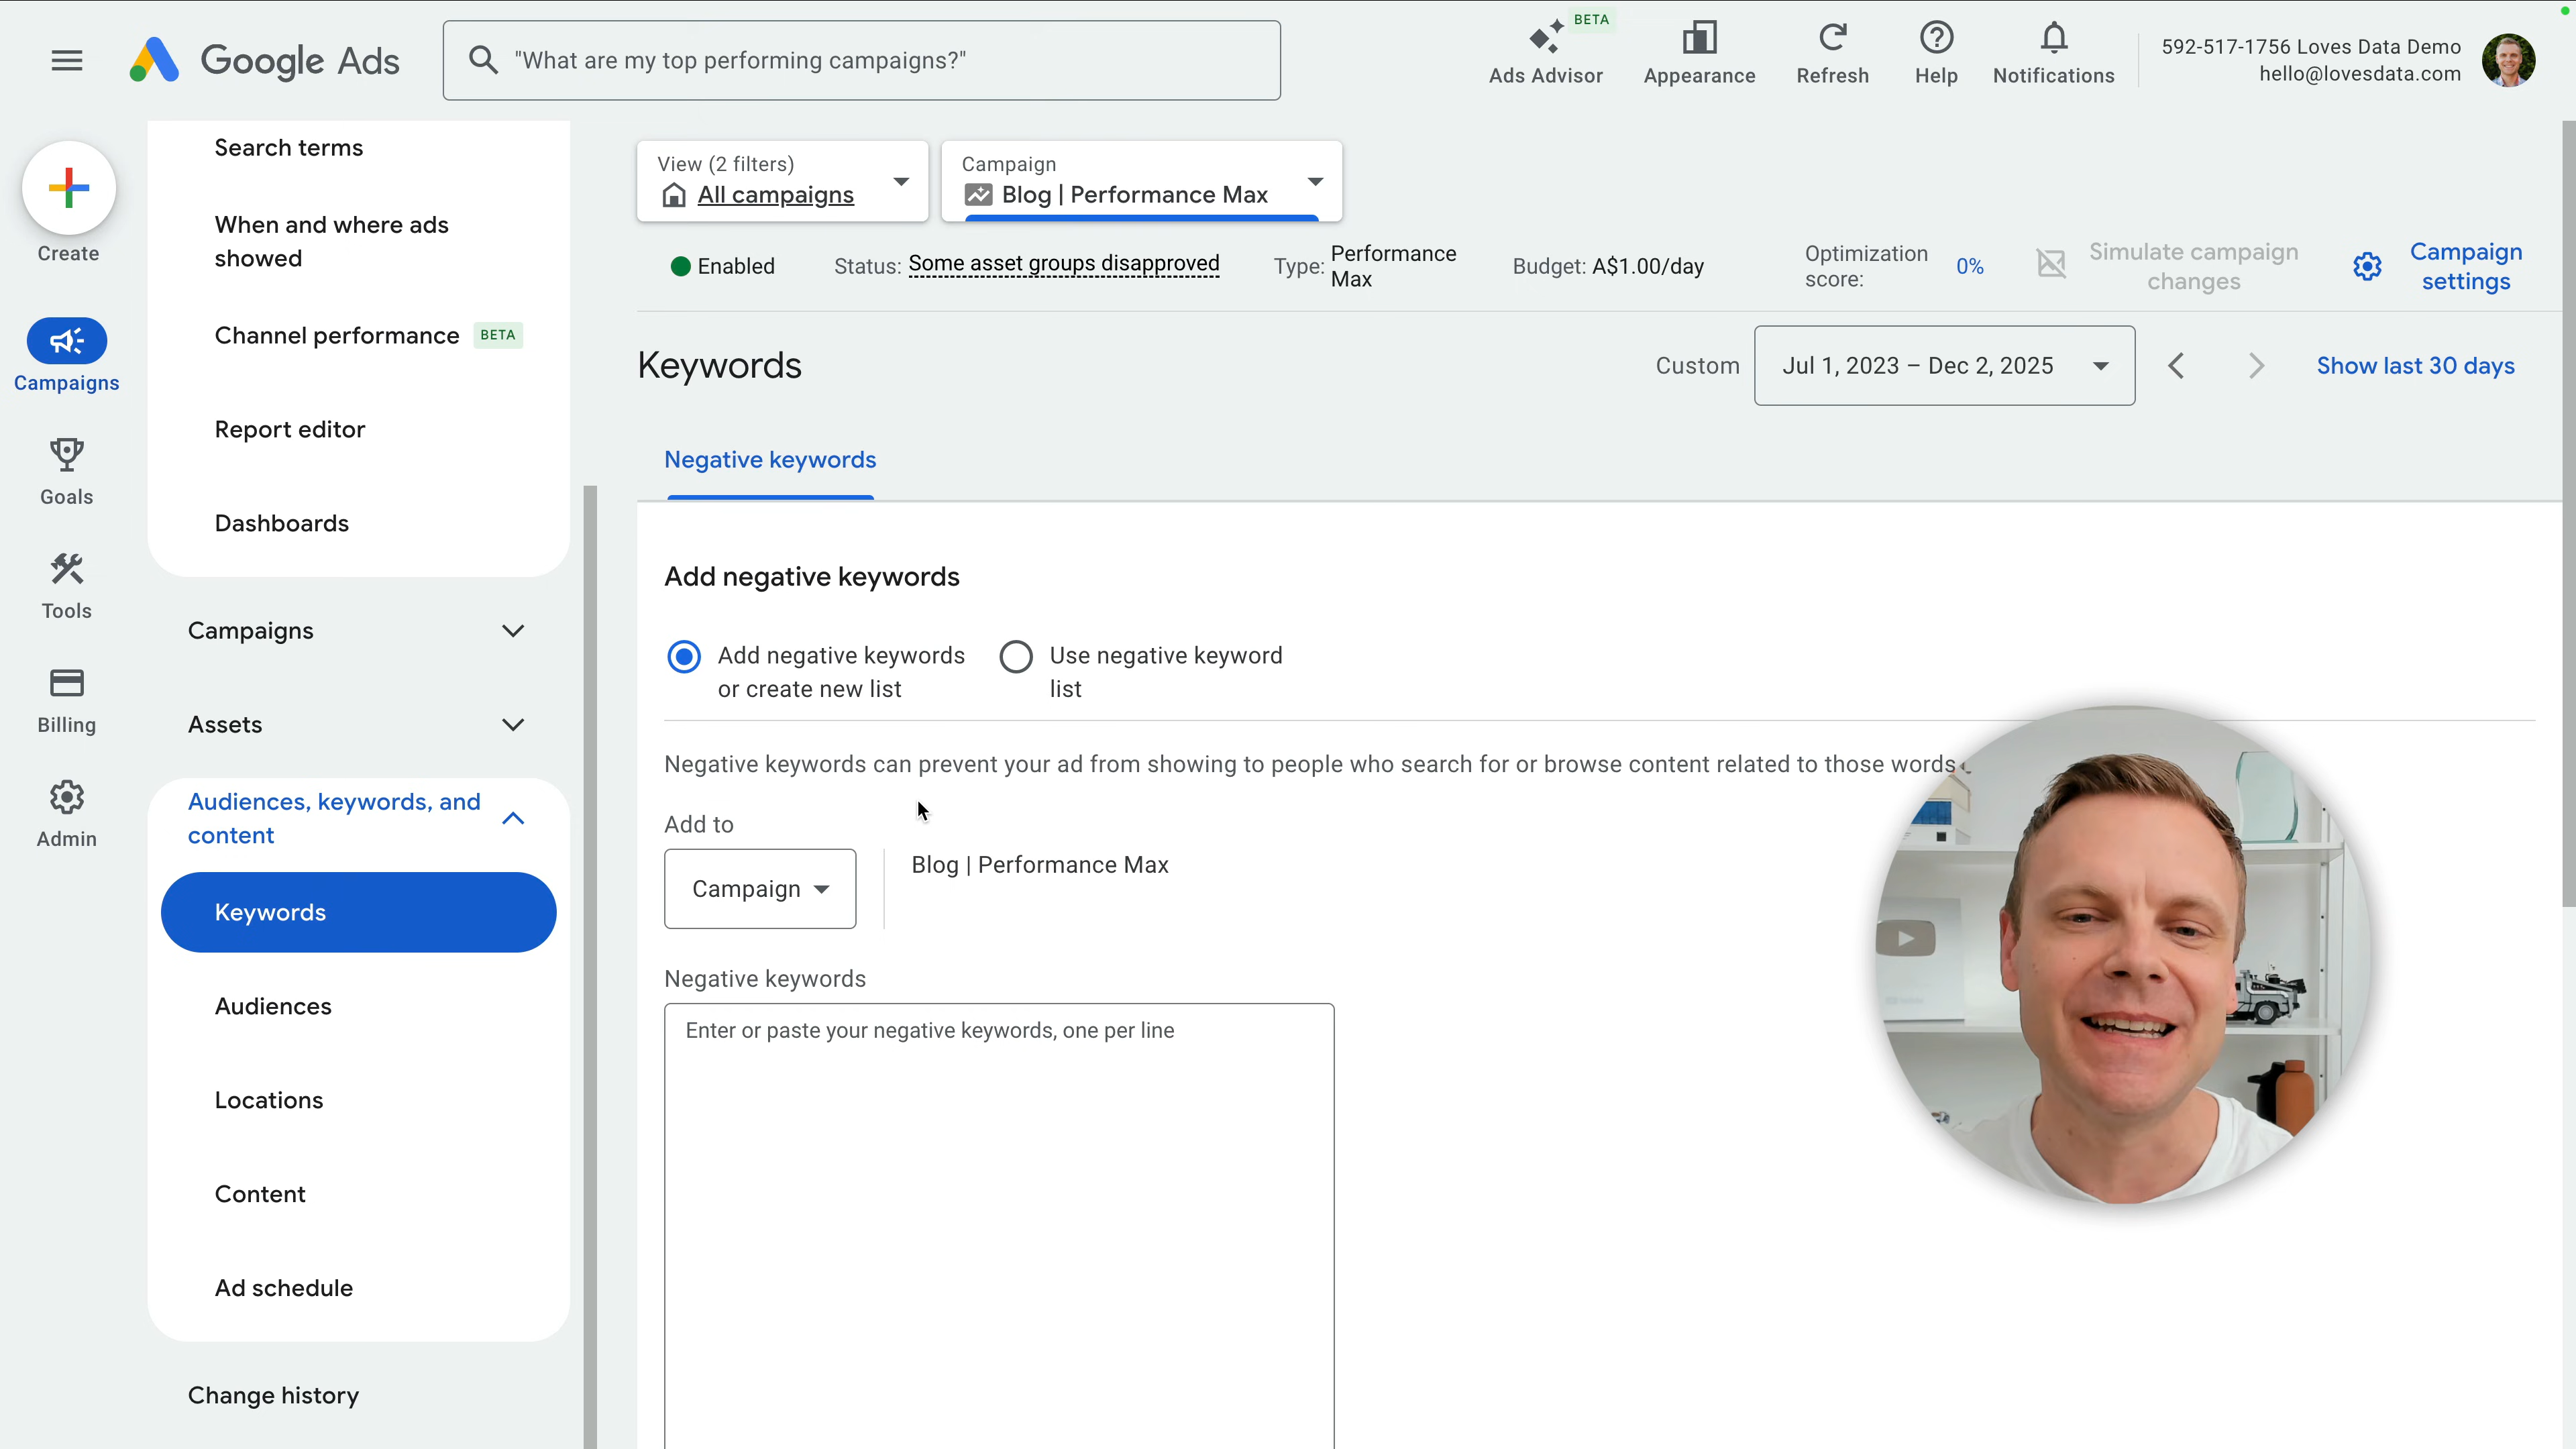 Google Ads
"What are my top performing campaigns?"
BETA
Ads Advisor
Appearance
Refresh
Help
Notifications
592-517-1756 Loves Data Demo
hello@lovesdata.com
Create
Campaigns
Goals
Tools
Billing
Admin
Search terms
When and where ads
showed
Channel performance BETA
Report editor
Dashboards
Campaigns
Assets
Audiences, keywords, and
content
Keywords
Audiences
Locations
Content
Ad schedule
Change history
View (2 filters)
All campaigns
Campaign
Blog | Performance Max
Enabled
Status: Some asset groups disapproved
Type: Performance
Max
Budget: A$1.00/day
Optimization
score:
0%
Simulate campaign
changes
Campaign
settings
Keywords
Custom
Jul 1, 2023 – Dec 2, 2025
Show last 30 days
Negative keywords
Add negative keywords
Add negative keywords
or create new list
Use negative keyword
list
Negative keywords can prevent your ad from showing to people who search for or browse content related to those words
Add to
Campaign
Blog | Performance Max
Negative keywords
Enter or paste your negative keywords, one per line